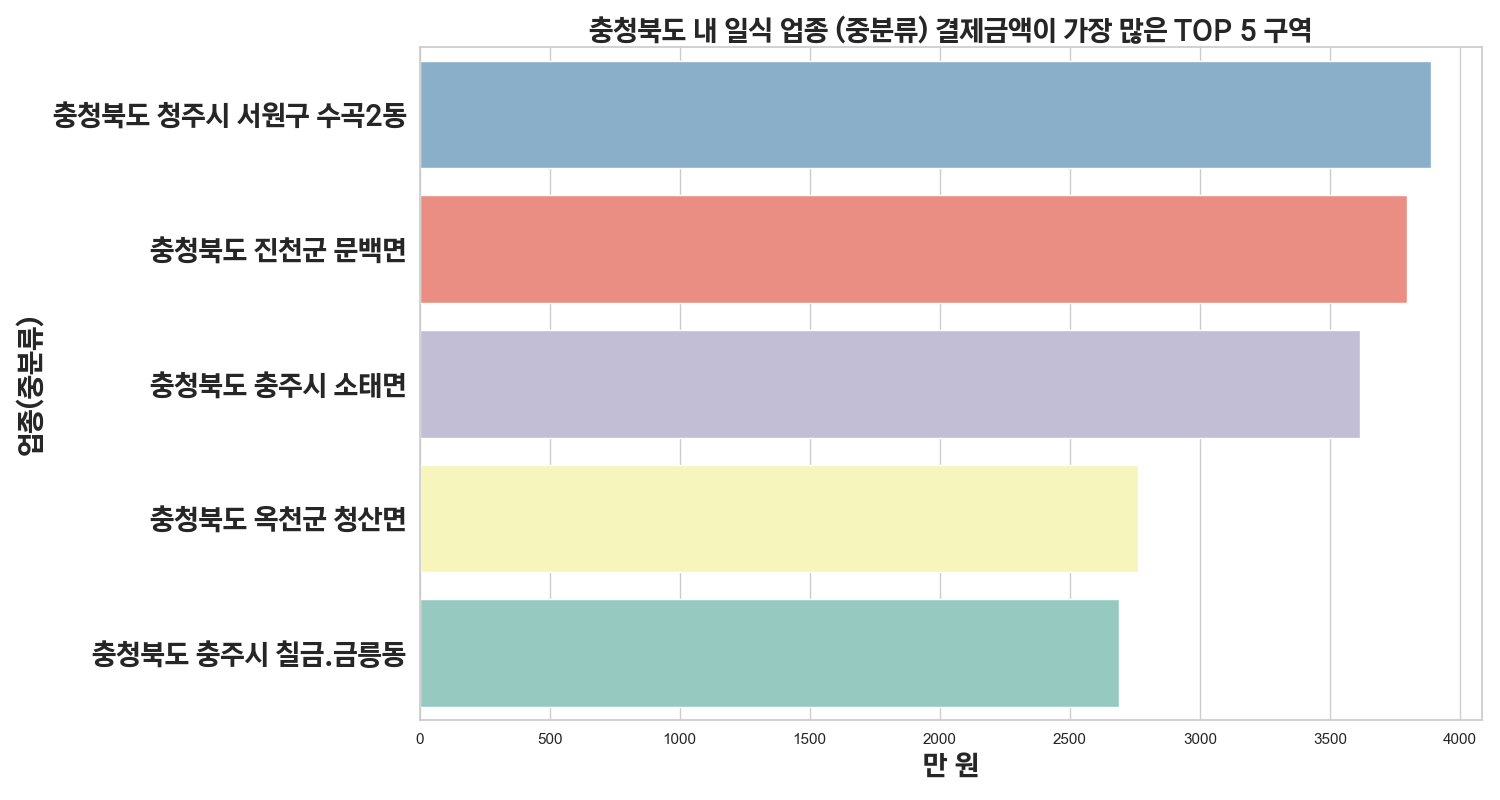 충청북도 내 일식 업종 (중분류) 결제금액이 가장 많은 TOP 5 구역
업종(중분류)
충청북도 청주시 서원구 수곡2동
충청북도 진천군 문백면
충청북도 충주시 소태면
충청북도 옥천군 청산면
충청북도 충주시 칠금.금릉동
0 500 1000 1500 2000 2500 3000 3500 4000
만 원